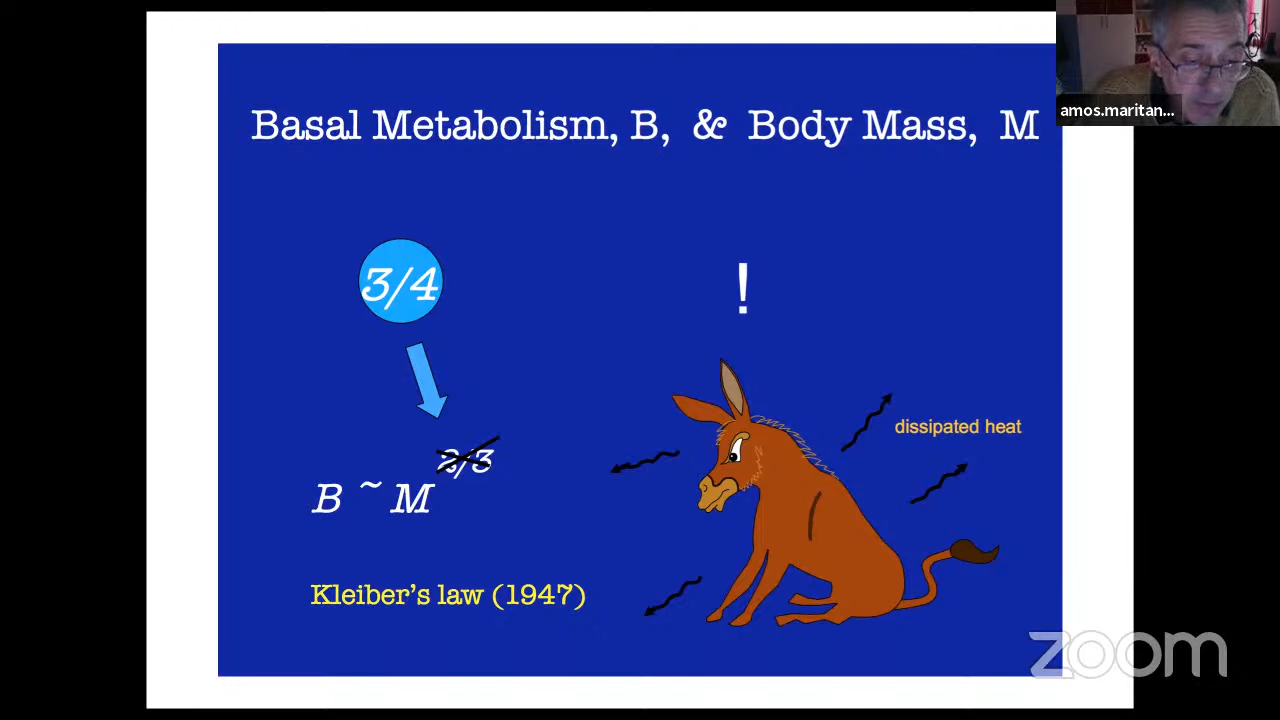 amos.maritan...
Basal Metabolism, B, & Body Mass, M
3/4
!
dissipated heat
2/3
B ~ M
Kleiber's law (1947)
zoom